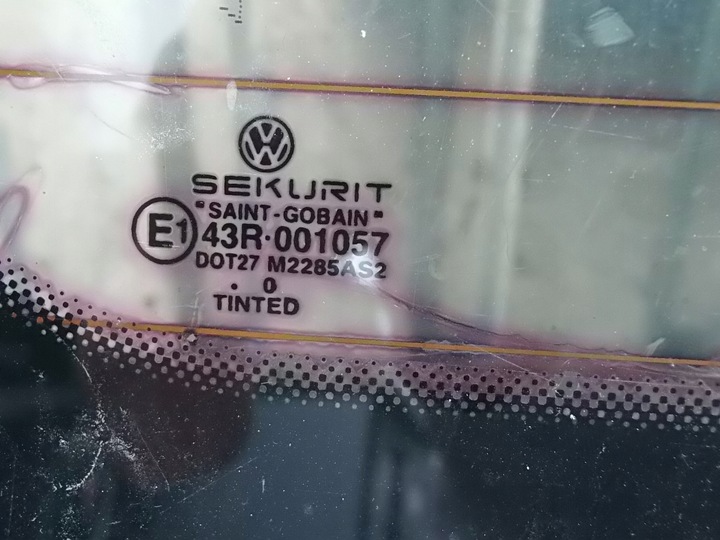 SEKURIT
"SAINT-GOBAIN"
E1 43R·001057
DOT27 M2285AS2
. 0
TINTED